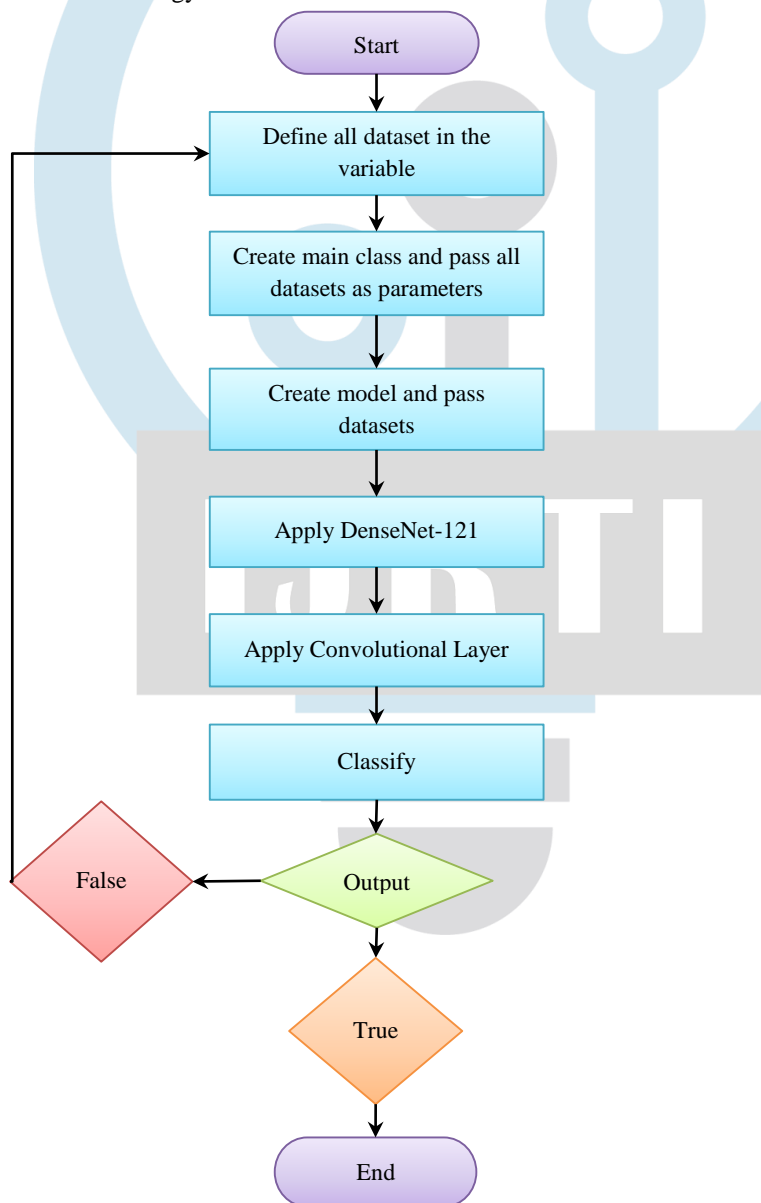 Start
Define all dataset in the
variable
Create main class and pass all
datasets as parameters
Create model and pass
datasets
Apply DenseNet-121
Apply Convolutional Layer
Classify
False
Output
True
End